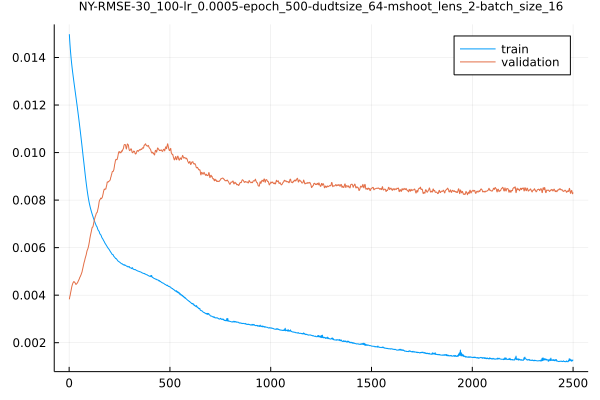 NY-RMSE-30_100-lr_0.0005-epoch_500-dudtsize_64-mshoot_lens_2-batch_size_16
train
validation
0.014
0.012
0.010
0.008
0.006
0.004
0.002
0 500 1000 1500 2000 2500